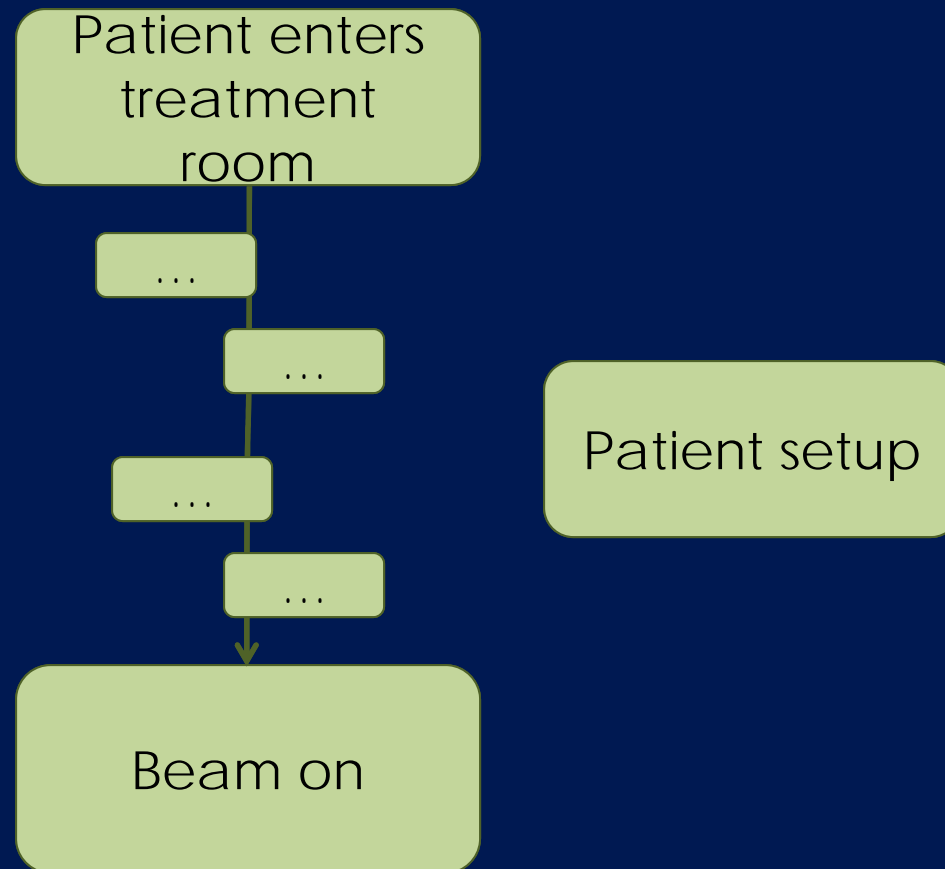 Patient enters
treatment
room
...
...
Patient setup
...
...
Beam on